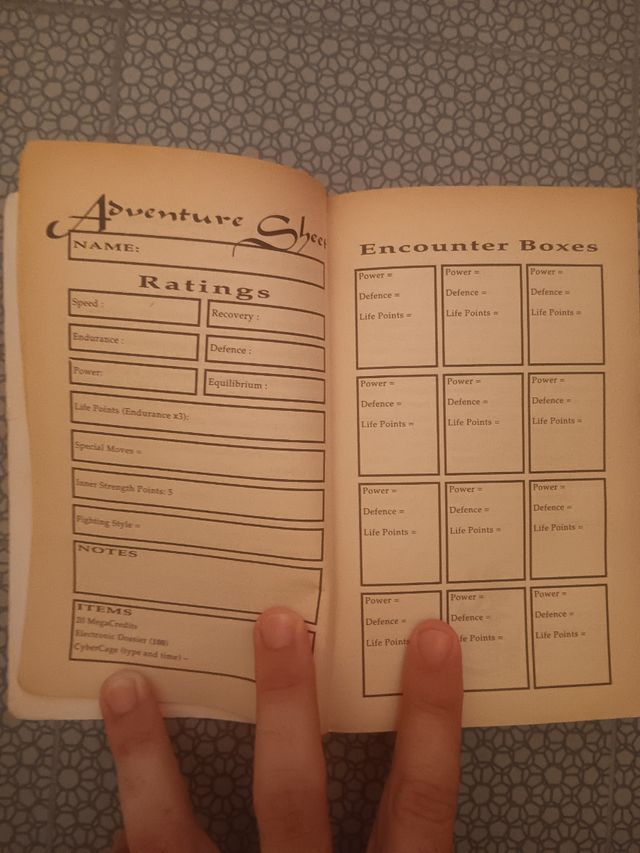 Adventure Sheet
NAME:
Ratings
Speed :
Recovery :
Endurance :
Defence :
Power:
Equilibrium :
Life Points (Endurance x3):
Special Moves =
Inner Strength Points: 5
Fighting Style =
NOTES
ITEMS
20 MegaCredits
Electronic Dossier (100)
CyberCage (type and time) –
Encounter Boxes
Power =
Defence =
Life Points =
Power =
Defence =
Life Points =
Power =
Defence =
Life Points =
Power =
Defence =
Life Points =
Power =
Defence =
Life Points =
Power =
Defence =
Life Points =
Power =
Defence =
Life Points =
Power =
Defence =
Life Points =
Power =
Defence =
Life Points =
Power =
Defence =
Life Points
Power =
Defence =
Points =
Power =
Defence =
Life Points =